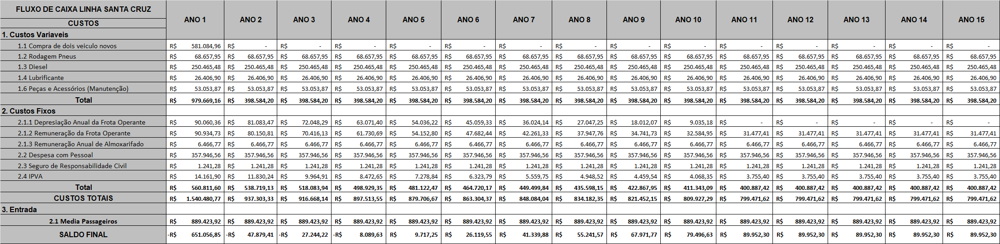 FLUXO DE CAIXA LINHA SANTA CRUZ ANO 1 ANO 2 ANO 3 ANO 4 ANO 5 ANO 6 ANO 7 ANO 8 ANO 9 ANO 10 ANO 11 ANO 12 ANO 13 ANO 14 ANO 15
CUSTOS
1. Custos Variaveis
1.1 Compra de dois veiculo novos R$ 581.084,96 R$ - R$ - R$ - R$ - R$ - R$ - R$ - R$ - R$ - R$ - R$ - R$ - R$ - R$ -
1.2 Rodagem Pneus R$ 68.657,95 R$ 68.657,95 R$ 68.657,95 R$ 68.657,95 R$ 68.657,95 R$ 68.657,95 R$ 68.657,95 R$ 68.657,95 R$ 68.657,95 R$ 68.657,95 R$ 68.657,95 R$ 68.657,95 R$ 68.657,95 R$ 68.657,95 R$ 68.657,95
1.3 Diesel R$ 250.465,48 R$ 250.465,48 R$ 250.465,48 R$ 250.465,48 R$ 250.465,48 R$ 250.465,48 R$ 250.465,48 R$ 250.465,48 R$ 250.465,48 R$ 250.465,48 R$ 250.465,48 R$ 250.465,48 R$ 250.465,48 R$ 250.465,48 R$ 250.465,48
1.4 Lubrificante R$ 26.406,90 R$ 26.406,90 R$ 26.406,90 R$ 26.406,90 R$ 26.406,90 R$ 26.406,90 R$ 26.406,90 R$ 26.406,90 R$ 26.406,90 R$ 26.406,90 R$ 26.406,90 R$ 26.406,90 R$ 26.406,90 R$ 26.406,90 R$ 26.406,90
1.6 Peças e Acessórios (Manutenção) R$ 53.053,87 R$ 53.053,87 R$ 53.053,87 R$ 53.053,87 R$ 53.053,87 R$ 53.053,87 R$ 53.053,87 R$ 53.053,87 R$ 53.053,87 R$ 53.053,87 R$ 53.053,87 R$ 53.053,87 R$ 53.053,87 R$ 53.053,87 R$ 53.053,87
Total R$ 979.669,16 R$ 398.584,20 R$ 398.584,20 R$ 398.584,20 R$ 398.584,20 R$ 398.584,20 R$ 398.584,20 R$ 398.584,20 R$ 398.584,20 R$ 398.584,20 R$ 398.584,20 R$ 398.584,20 R$ 398.584,20 R$ 398.584,20 R$ 398.584,20
2. Custos Fixos
2.1.1 Depresiação Anual da Frota Operante R$ 90.060,36 R$ 81.083,47 R$ 72.048,29 R$ 63.071,40 R$ 54.036,22 R$ 45.059,33 R$ 36.024,14 R$ 27.047,25 R$ 18.012,07 R$ 9.035,18 R$ - R$ - R$ - R$ - R$ -
2.1.2 Remuneração da Frota Operante R$ 90.934,73 R$ 80.150,81 R$ 70.416,13 R$ 61.730,69 R$ 54.152,80 R$ 47.682,44 R$ 42.261,33 R$ 37.947,76 R$ 34.741,73 R$ 32.584,95 R$ 31.477,41 R$ 31.477,41 R$ 31.477,41 R$ 31.477,41 R$ 31.477,41
2.1.3 Remuneração Anual de Almoxarifado R$ 6.466,77 R$ 6.466,77 R$ 6.466,77 R$ 6.466,77 R$ 6.466,77 R$ 6.466,77 R$ 6.466,77 R$ 6.466,77 R$ 6.466,77 R$ 6.466,77 R$ 6.466,77 R$ 6.466,77 R$ 6.466,77 R$ 6.466,77 R$ 6.466,77
2.2 Despesa com Pessoal R$ 357.946,56 R$ 357.946,56 R$ 357.946,56 R$ 357.946,56 R$ 357.946,56 R$ 357.946,56 R$ 357.946,56 R$ 357.946,56 R$ 357.946,56 R$ 357.946,56 R$ 357.946,56 R$ 357.946,56 R$ 357.946,56 R$ 357.946,56 R$ 357.946,56
2.3 Seguro de Responsabilidade Civil R$ 1.241,28 R$ 1.241,28 R$ 1.241,28 R$ 1.241,28 R$ 1.241,28 R$ 1.241,28 R$ 1.241,28 R$ 1.241,28 R$ 1.241,28 R$ 1.241,28 R$ 1.241,28 R$ 1.241,28 R$ 1.241,28 R$ 1.241,28 R$ 1.241,28
2.4 IPVA R$ 14.161,90 R$ 11.830,24 R$ 9.964,91 R$ 8.472,65 R$ 7.278,84 R$ 6.323,79 R$ 5.559,75 R$ 4.948,52 R$ 4.459,54 R$ 4.068,35 R$ 3.755,40 R$ 3.755,40 R$ 3.755,40 R$ 3.755,40 R$ 3.755,40
Total R$ 560.811,60 R$ 538.719,13 R$ 518.083,94 R$ 498.929,35 R$ 481.122,47 R$ 464.720,17 R$ 449.499,84 R$ 435.598,15 R$ 422.867,95 R$ 411.343,09 R$ 400.887,42 R$ 400.887,42 R$ 400.887,42 R$ 400.887,42 R$ 400.887,42
CUSTOS TOTAIS R$ 1.540.480,77 R$ 937.303,33 R$ 916.668,14 R$ 897.513,55 R$ 879.706,67 R$ 863.304,37 R$ 848.084,04 R$ 834.182,35 R$ 821.452,15 R$ 809.927,29 R$ 799.471,62 R$ 799.471,62 R$ 799.471,62 R$ 799.471,62 R$ 799.471,62
3. Entrada
2.1 Media Passageiros R$ 889.423,92 R$ 889.423,92 R$ 889.423,92 R$ 889.423,92 R$ 889.423,92 R$ 889.423,92 R$ 889.423,92 R$ 889.423,92 R$ 889.423,92 R$ 889.423,92 R$ 889.423,92 R$ 889.423,92 R$ 889.423,92 R$ 889.423,92 R$ 889.423,92
SALDO FINAL -R$ 651.056,85 -R$ 47.879,41 -R$ 27.244,22 -R$ 8.089,63 R$ 9.717,25 R$ 26.119,55 R$ 41.339,88 R$ 55.241,57 R$ 67.971,77 R$ 79.496,63 R$ 89.952,30 R$ 89.952,30 R$ 89.952,30 R$ 89.952,30 R$ 89.952,30